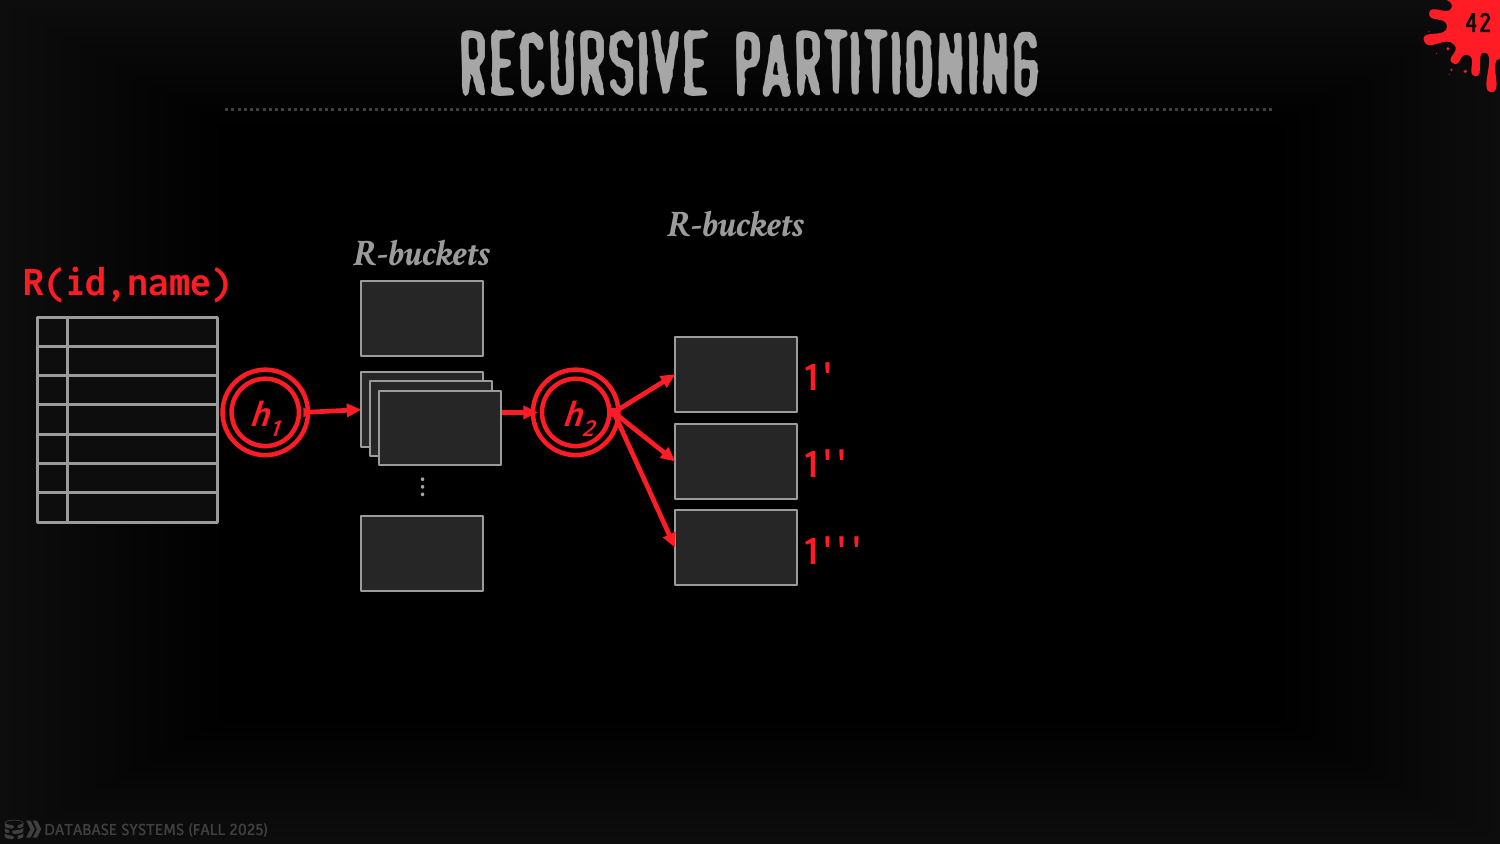 RECURSIVE PARTITIONING
42
R-buckets
R-buckets
R(id,name)
h1
h2
1'
1''
⋮
1'''
DATABASE SYSTEMS (FALL 2025)